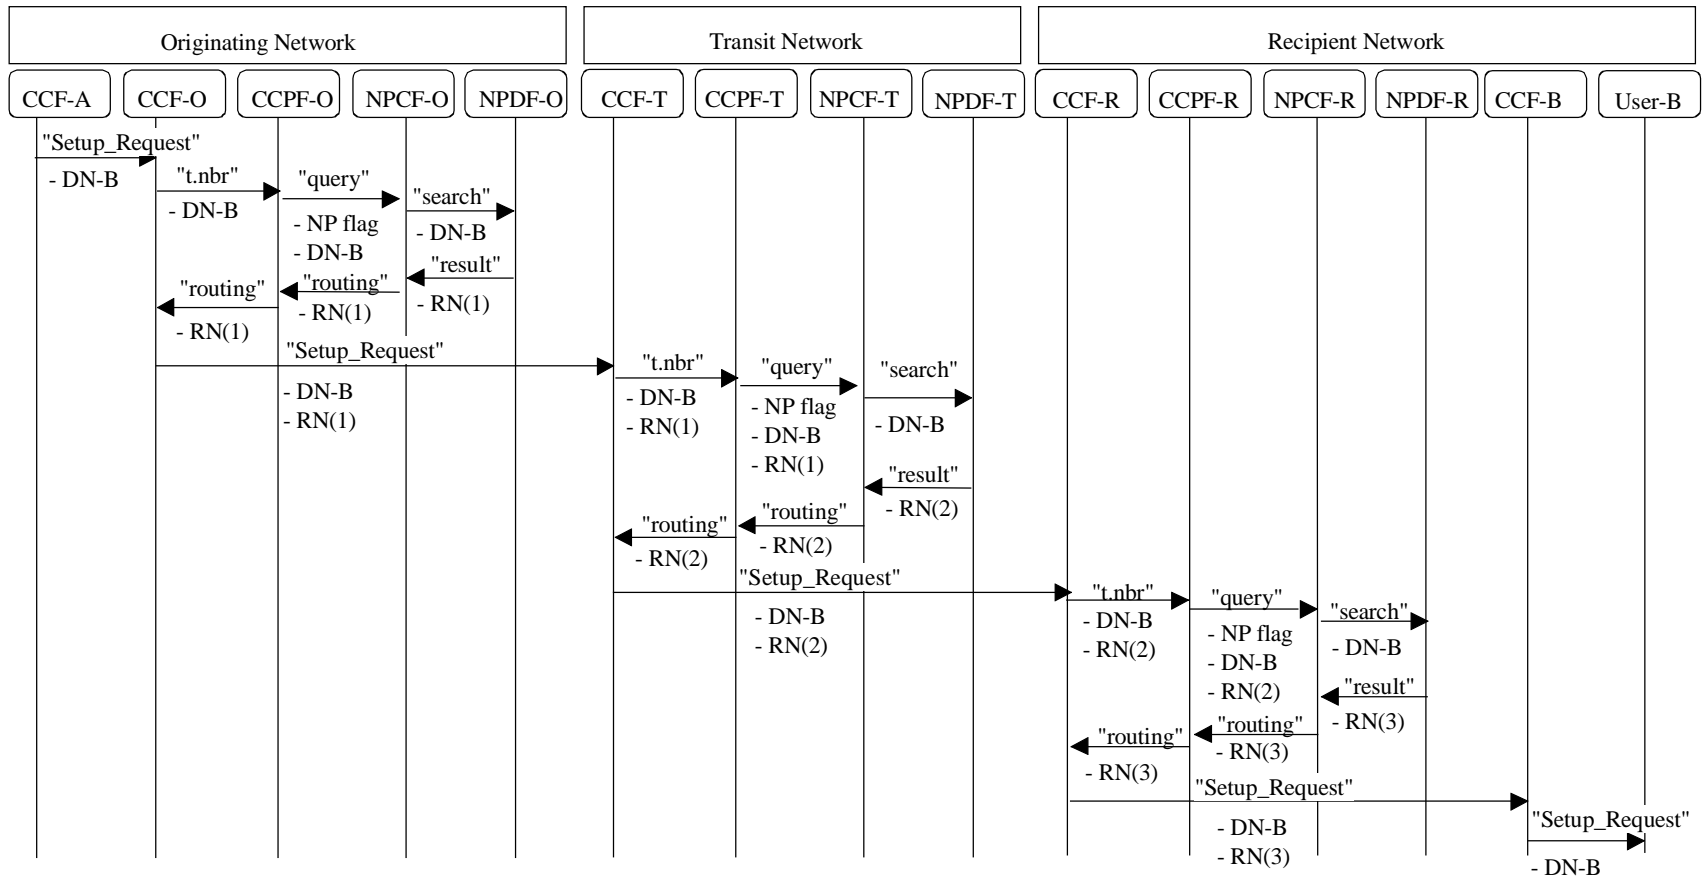 Originating Network
Transit Network
Recipient Network
CCF-A
CCF-O
CCPF-O
NPCF-O
NPDF-O
CCF-T
CCPF-T
NPCF-T
NPDF-T
CCF-R
CCPF-R
NPCF-R
NPDF-R
CCF-B
User-B
"Setup_Request"
- DN-B
"t.nbr"
- DN-B
"query"
- NP flag
- DN-B
"search"
- DN-B
"result"
- RN(1)
"routing"
- RN(1)
"routing"
- RN(1)
"Setup_Request"
- DN-B
- RN(1)
"t.nbr"
- DN-B
- RN(1)
"query"
- NP flag
- DN-B
- RN(1)
"search"
- DN-B
"result"
- RN(2)
"routing"
- RN(2)
"routing"
- RN(2)
"Setup_Request"
- DN-B
- RN(2)
"t.nbr"
- DN-B
- RN(2)
"query"
- NP flag
- DN-B
- RN(2)
"search"
- DN-B
"result"
- RN(3)
"routing"
- RN(3)
"routing"
- RN(3)
"Setup_Request"
- DN-B
- RN(3)
"Setup_Request"
- DN-B